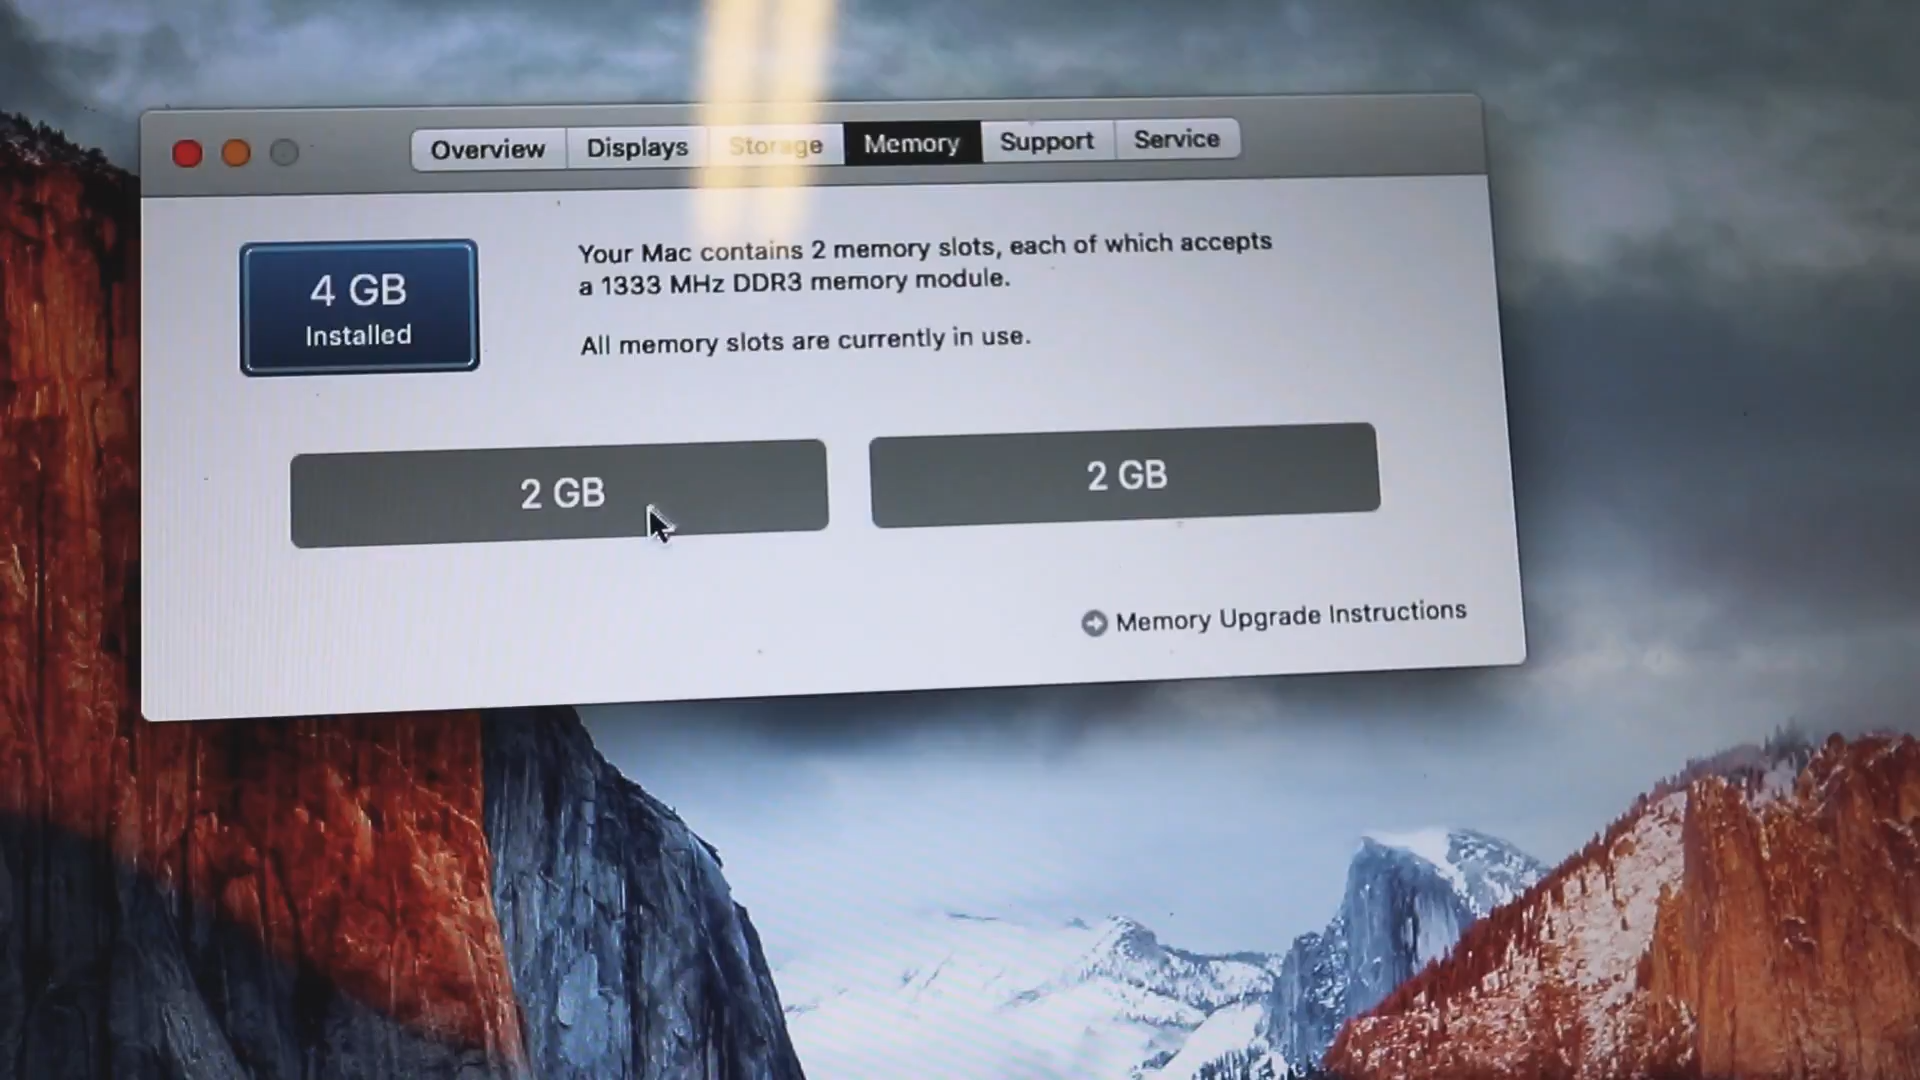 Overview Displays Storage Memory Support Service
4 GB
Installed
Your Mac contains 2 memory slots, each of which accepts
a 1333 MHz DDR3 memory module.
All memory slots are currently in use.
2 GB
2 GB
Memory Upgrade Instructions